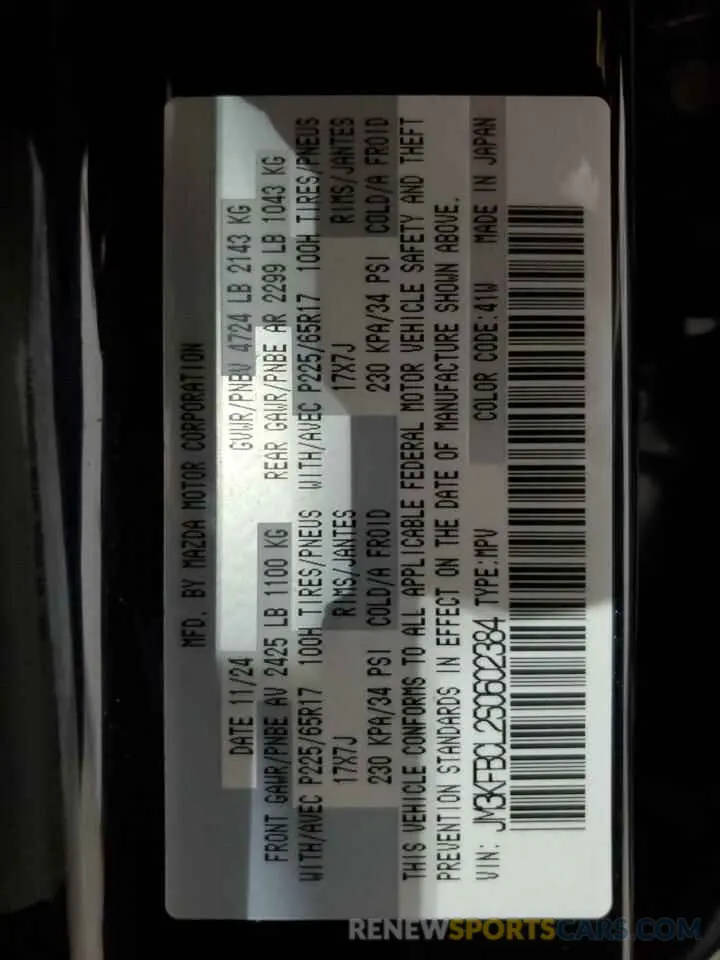 MFD. BY MAZDA MOTOR CORPORATION
DATE 11/24 GVWR/PNBV 4724 LB 2143 KG
FRONT GAWR/PNBE AV 2425 LB 1100 KG REAR GAWR/PNBE AR 2299 LB 1043 KG
WITH/AVEC P225/65R17 100H TIRES/PNEUS WITH/AVEC P225/65R17 100H TIRES/PNEUS
17X7J RIMS/JANTES 17X7J RIMS/JANTES
230 KPA/34 PSI COLD/A FROID 230 KPA/34 PSI COLD/A FROID
THIS VEHICLE CONFORMS TO ALL APPLICABLE FEDERAL MOTOR VEHICLE SAFETY AND THEFT
PREVENTION STANDARDS IN EFFECT ON THE DATE OF MANUFACTURE SHOWN ABOVE.
VIN: JM3KFBCL2S0602384 TYPE:MPV COLOR CODE:41W MADE IN JAPAN
RENEWSPORTSCARS.COM